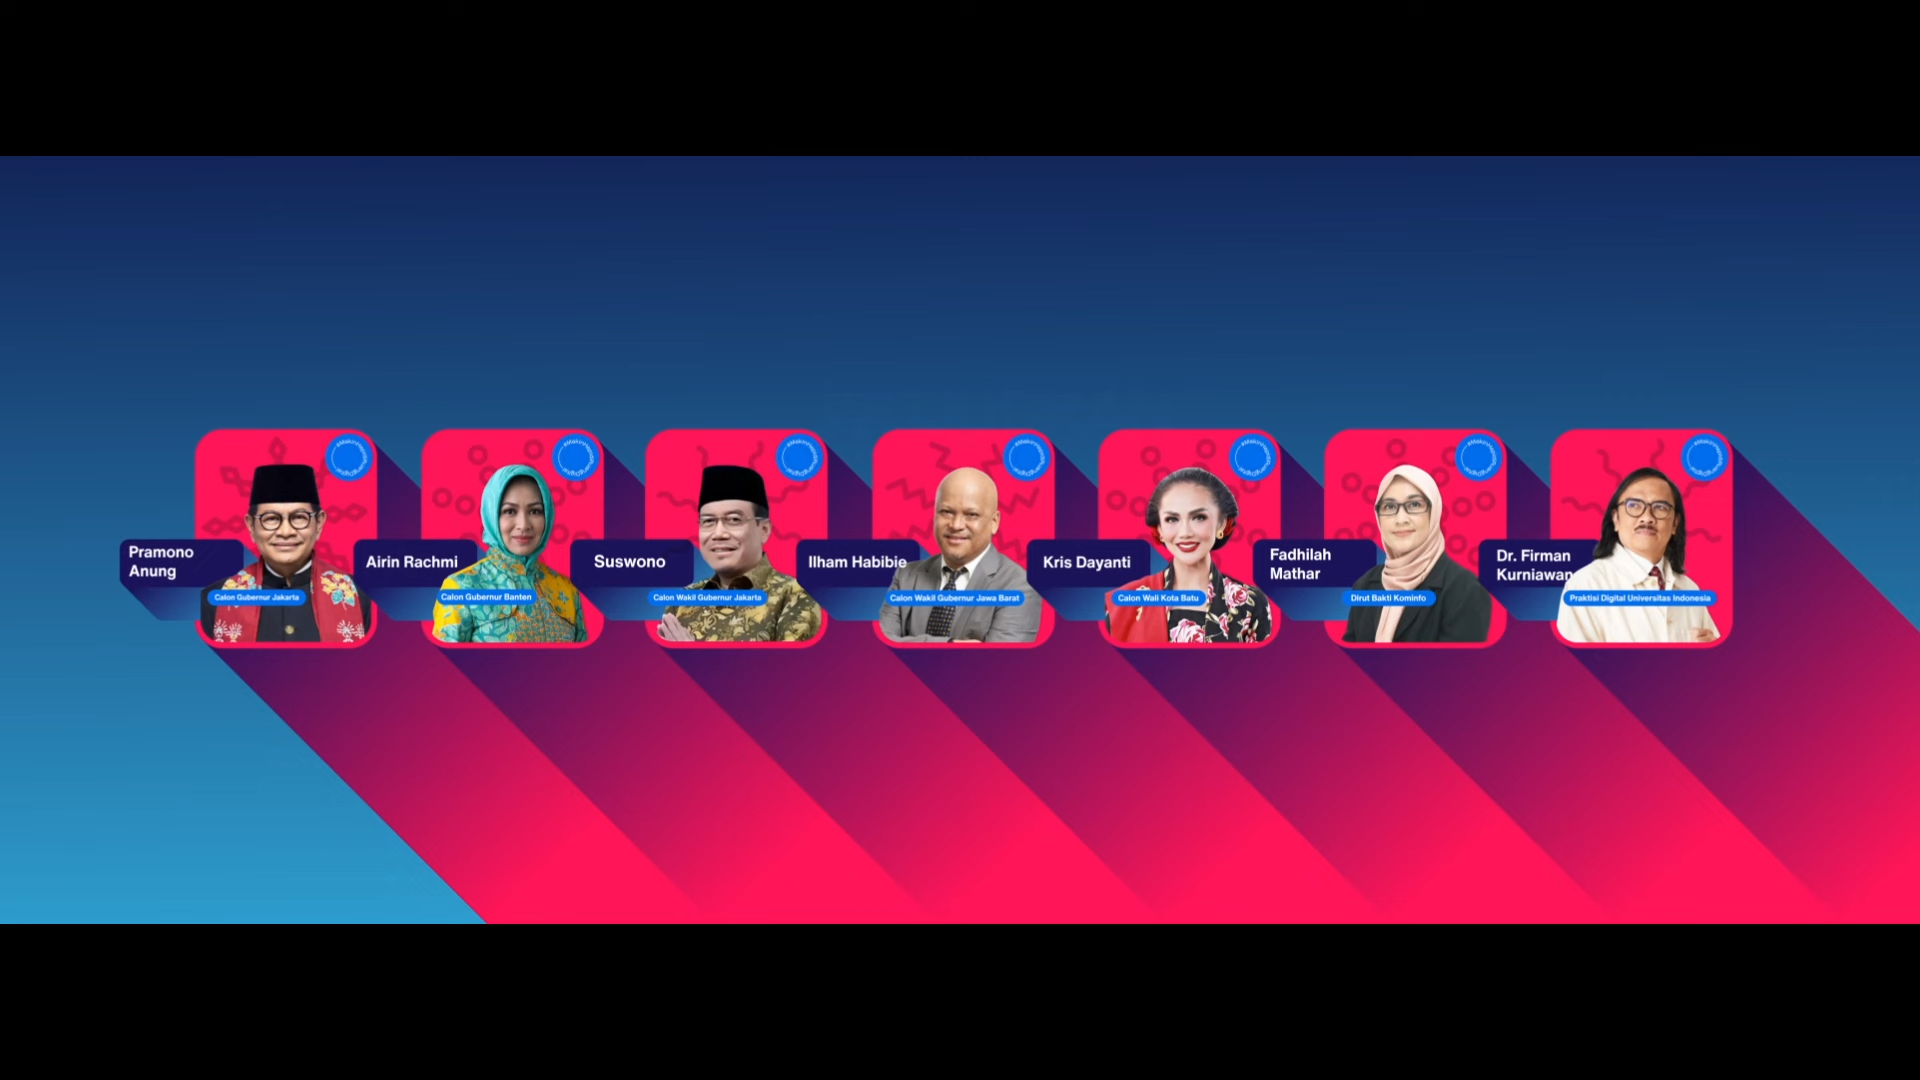 Pramono
Anung
Calon Gubernur Jakarta
Airin Rachmi
Calon Gubernur Banten
Suswono
Calon Wakil Gubernur Jakarta
Ilham Habibie
Calon Wakil Gubernur Jawa Barat
Kris Dayanti
Calon Wali Kota Batu
Fadhilah
Mathar
Dirut Bakti Kominfo
Dr. Firman
Kurniawan
Praktisi Digital Universitas Indonesia